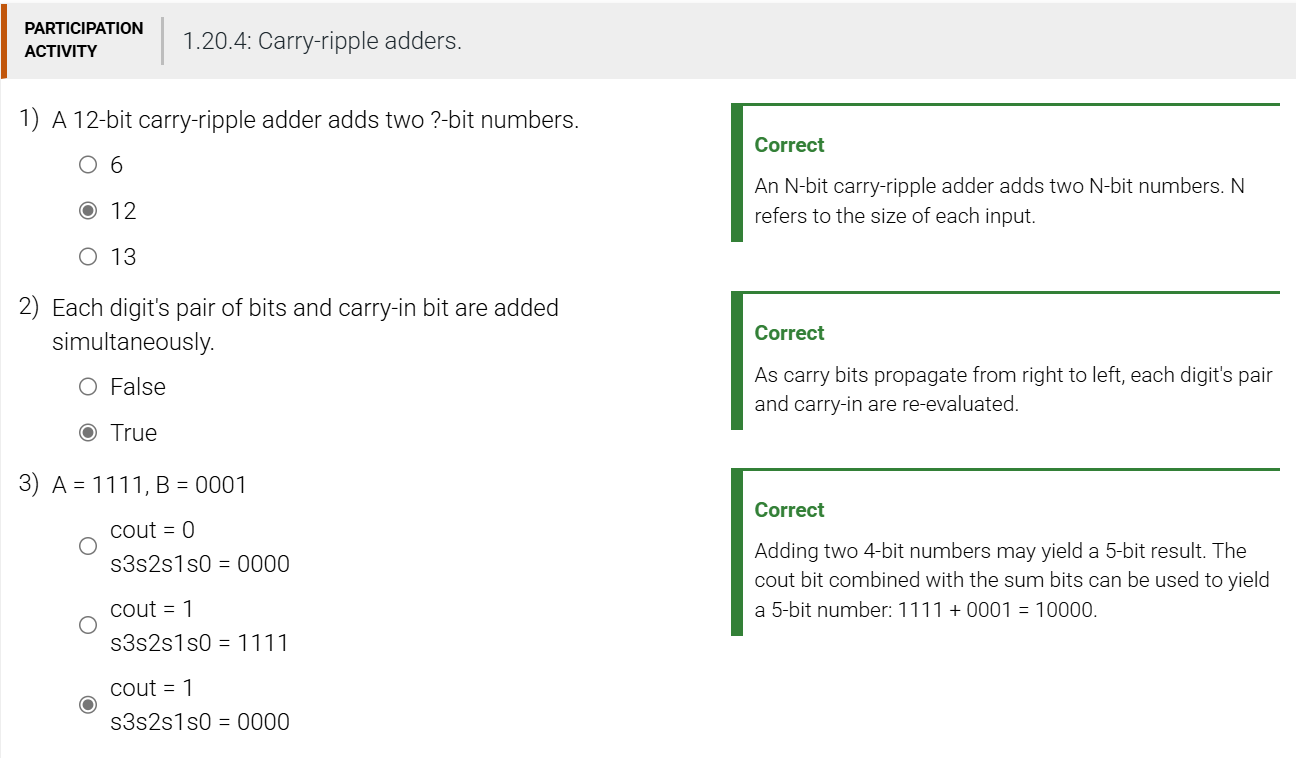 PARTICIPATION
ACTIVITY
1.20.4: Carry-ripple adders.
1) A 12-bit carry-ripple adder adds two ?-bit numbers.
6
12
13
Correct
An N-bit carry-ripple adder adds two N-bit numbers. N
refers to the size of each input.
2) Each digit's pair of bits and carry-in bit are added
simultaneously.
False
True
Correct
As carry bits propagate from right to left, each digit's pair
and carry-in are re-evaluated.
3) A = 1111, B = 0001
cout = 0
s3s2s1s0 = 0000
cout = 1
s3s2s1s0 = 1111
cout = 1
s3s2s1s0 = 0000
Correct
Adding two 4-bit numbers may yield a 5-bit result. The
cout bit combined with the sum bits can be used to yield
a 5-bit number: 1111 + 0001 = 10000.